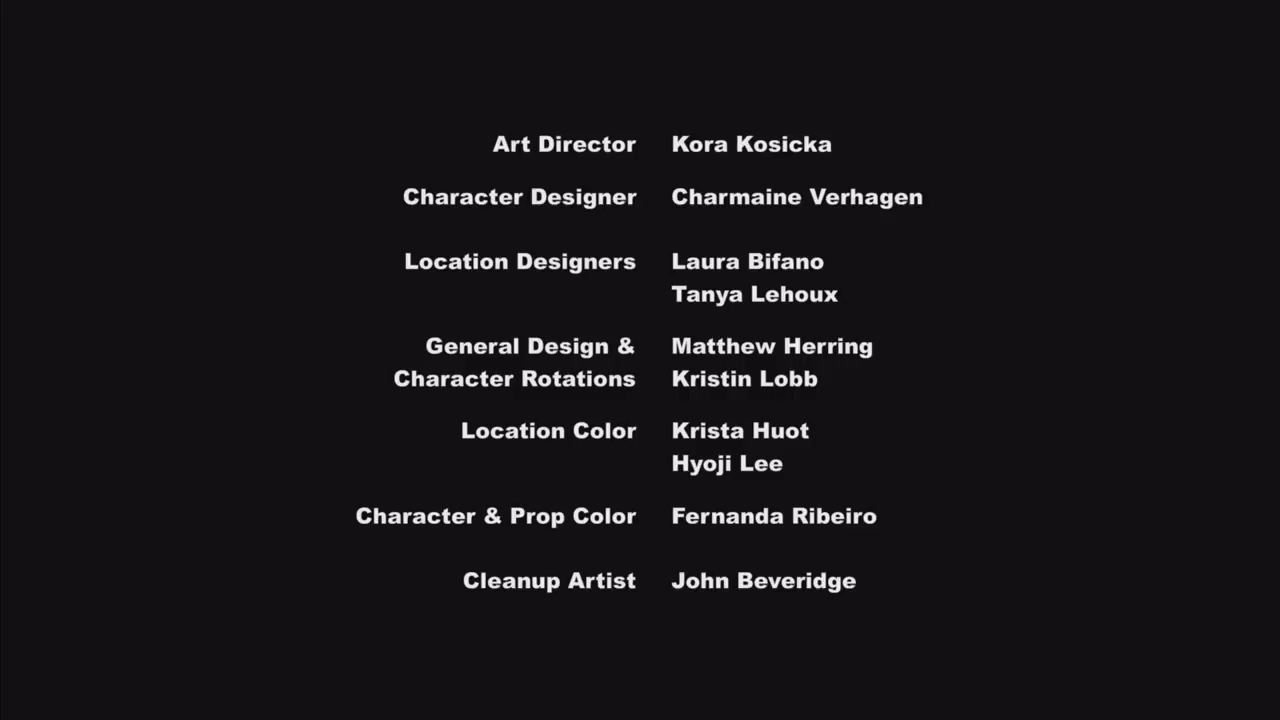 Art Director Kora Kosicka
Character Designer Charmaine Verhagen
Location Designers Laura Bifano
Tanya Lehoux
General Design & Matthew Herring
Character Rotations Kristin Lobb
Location Color Krista Huot
Hyoji Lee
Character & Prop Color Fernanda Ribeiro
Cleanup Artist John Beveridge